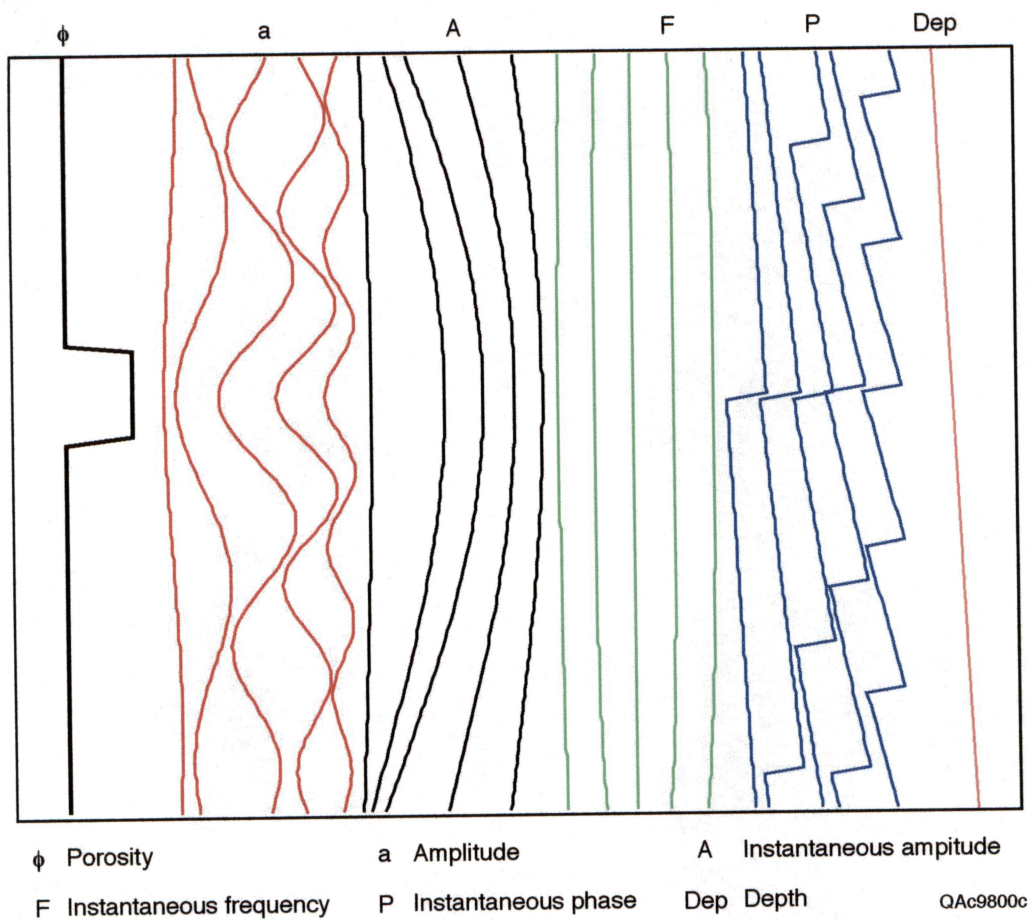 ϕ a A F P Dep
ϕ Porosity a Amplitude A Instantaneous ampitude
F Instantaneous frequency P Instantaneous phase Dep Depth QAc9800c